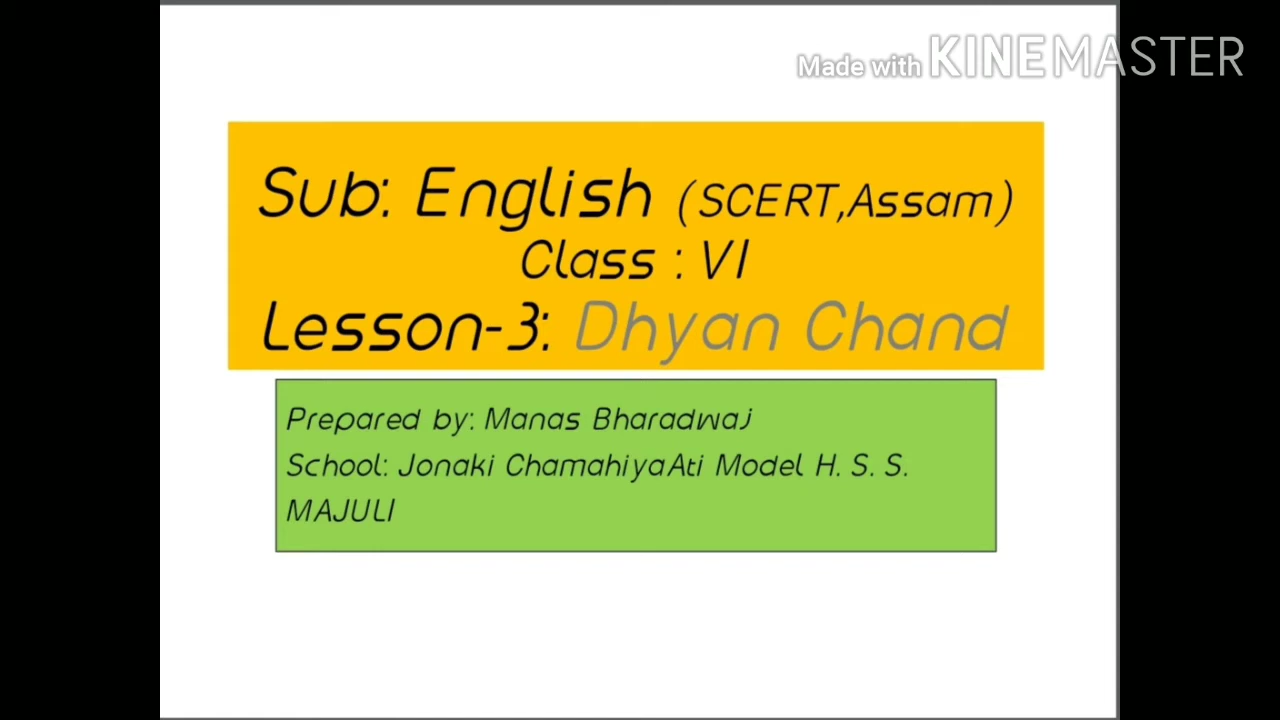 Made with KINEMASTER
Sub: English (SCERT,Assam)
Class : VI
Lesson-3: Dhyan Chand
Prepared by: Manas Bharadwaj
School: Jonaki ChamahiyaAti Model H. S. S.
MAJULI